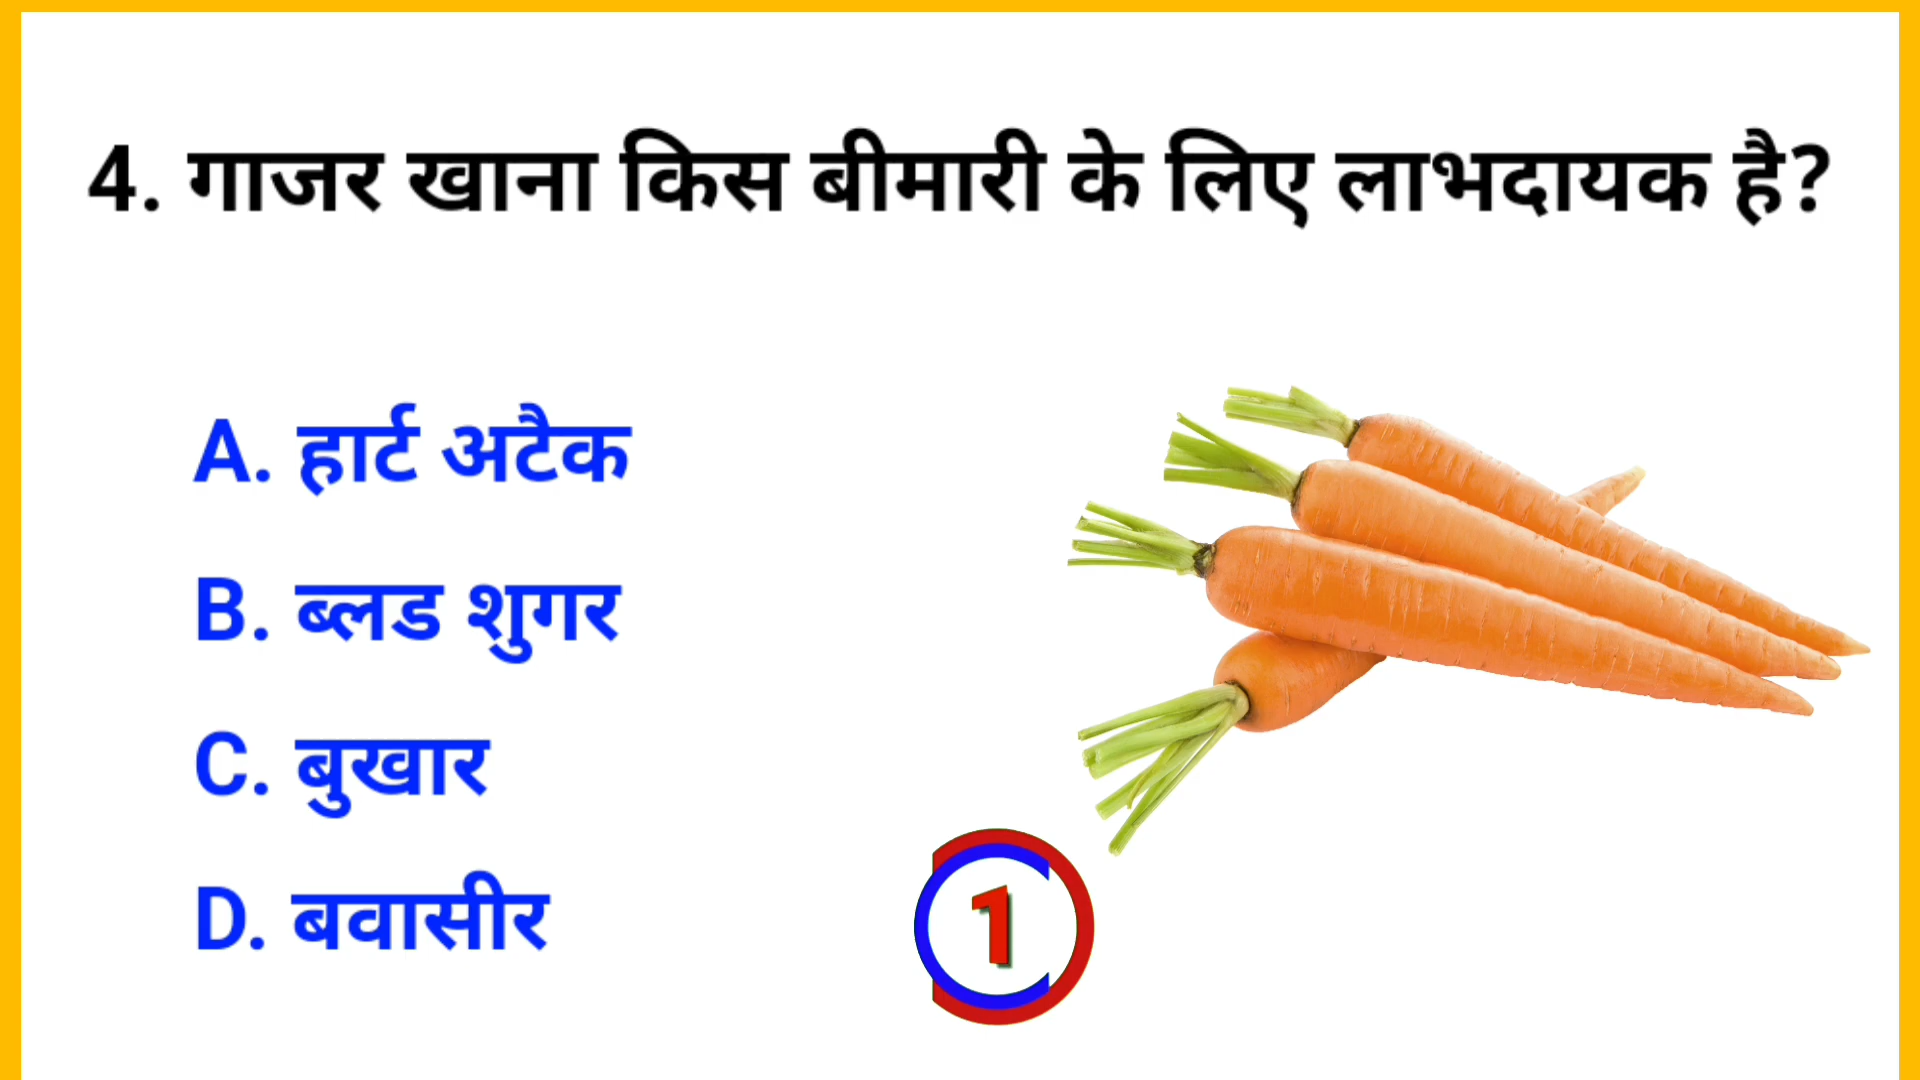 4. गाजर खाना किस बीमारी के लिए लाभदायक है?
A. हार्ट अटैक
B. ब्लड शुगर
C. बुखार
D. बवासीर
1